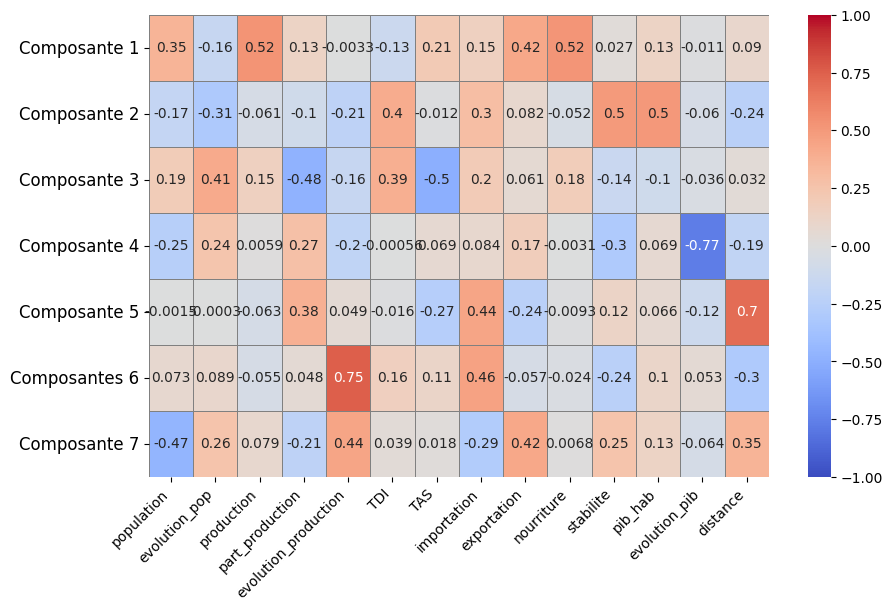 Composante 1 0.35 -0.16 0.52 0.13 -0.0033 -0.13 0.21 0.15 0.42 0.52 0.027 0.13 -0.011 0.09
Composante 2 -0.17 -0.31 -0.061 -0.1 -0.21 0.4 -0.012 0.3 0.082 -0.052 0.5 0.5 -0.06 -0.24
Composante 3 0.19 0.41 0.15 -0.48 -0.16 0.39 -0.5 0.2 0.061 0.18 -0.14 -0.1 -0.036 0.032
Composante 4 -0.25 0.24 0.0059 0.27 -0.2 -0.00056 0.069 0.084 0.17 -0.0031 -0.3 0.069 -0.77 -0.19
Composante 5 -0.0015 -0.063 0.38 0.049 -0.016 -0.27 0.44 -0.24 -0.0093 0.12 0.066 -0.12 0.7
Composantes 6 0.073 0.089 -0.055 0.048 0.75 0.16 0.11 0.46 -0.057 -0.024 -0.24 0.1 0.053 -0.3
Composante 7 -0.47 0.26 0.079 -0.21 0.44 0.039 0.018 -0.29 0.42 0.0068 0.25 0.13 -0.064 0.35
population evolution_pop production part_production evolution_production TDI TAS importation exportation nourriture stabilite pib_hab evolution_pib distance
1.00
0.75
0.50
0.25
0.00
−0.25
−0.50
−0.75
−1.00